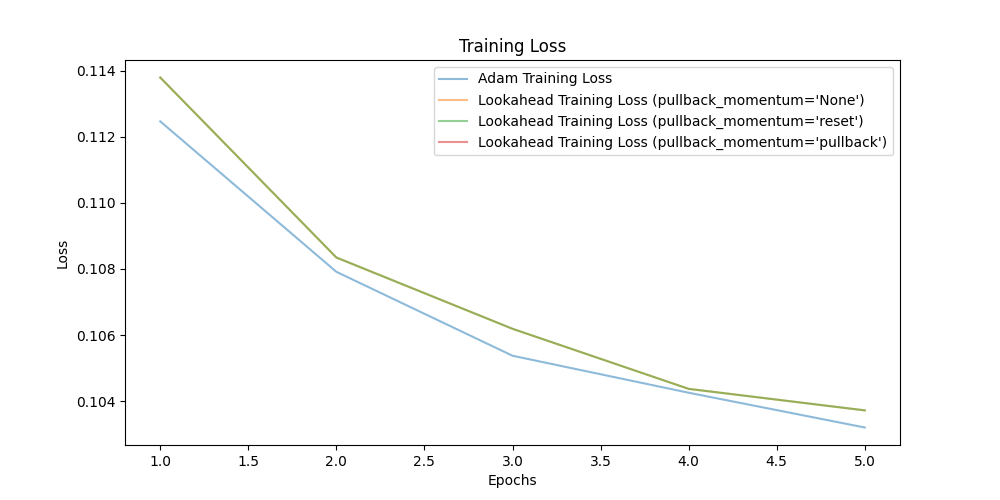 Training Loss
Adam Training Loss
Lookahead Training Loss (pullback_momentum='None')
Lookahead Training Loss (pullback_momentum='reset')
Lookahead Training Loss (pullback_momentum='pullback')
Loss
0.114
0.112
0.110
0.108
0.106
0.104
1.0 1.5 2.0 2.5 3.0 3.5 4.0 4.5 5.0
Epochs